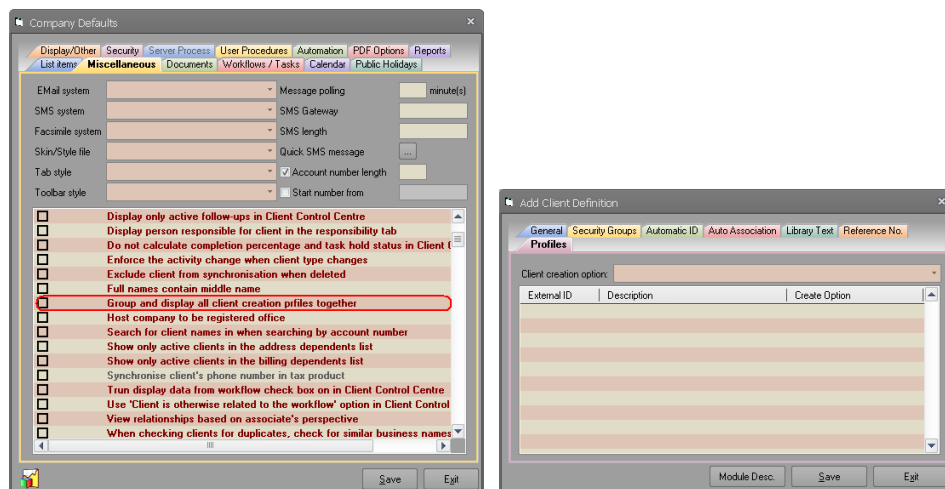 Company Defaults
Display/Other Security Server Process User Procedures Automation PDF Options Reports
List items Miscellaneous Documents Workflows / Tasks Calendar Public Holidays
EMail system Message polling minute(s)
SMS system SMS Gateway
Facsimile system SMS length
Skin/Style file Quick SMS message ...
Tab style Account number length
Toolbar style Start number from
Display only active follow-ups in Client Control Centre
Display person responsible for client in the responsibility tab
Do not calculate completion percentage and task hold status in Client (
Enforce the activity change when client type changes
Exclude client from synchronisation when deleted
Full names contain middle name
Group and display all client creation prfiles together
Host company to be registered office
Search for client names in when searching by account number
Show only active clients in the address dependents list
Show only active clients in the billing dependents list
Synchronise client's phone number in tax product
Trun display data from workflow check box on in Client Control Centre
Use 'Client is otherwise related to the workflow' option in Client Control
View relationships based on associate's perspective
When checking clients for duplicates, check for similar business names
Save Exit
Add Client Definition
General Security Groups Automatic ID Auto Association Library Text Reference No.
Profiles
Client creation option:
External ID Description Create Option
Module Desc. Save Exit